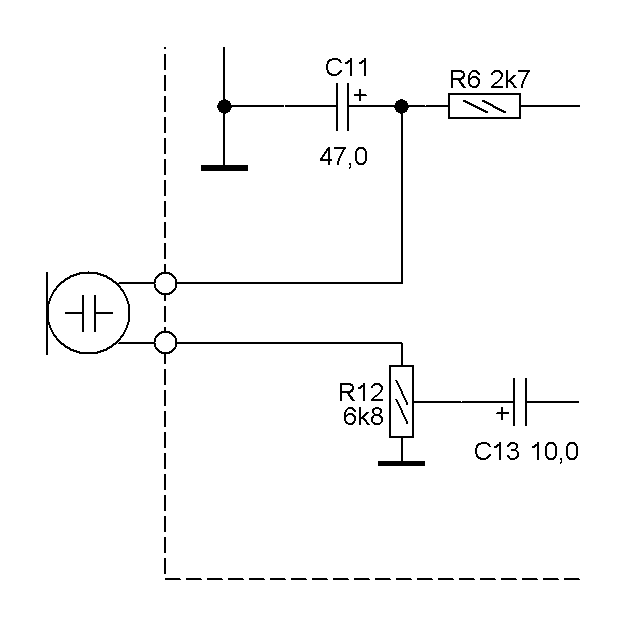 C11
+
47,0
R6 2k7
R12
6k8
+
C13 10,0